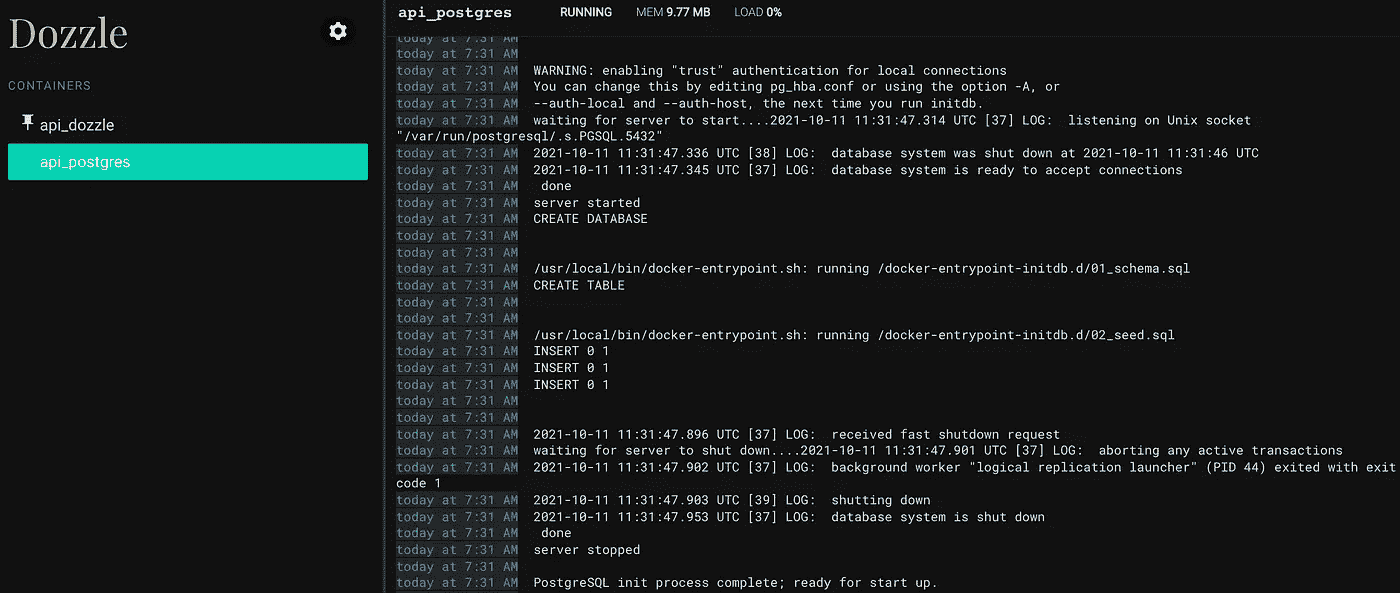 Dozzle
CONTAINERS
api_dozzle
api_postgres
api_postgres RUNNING MEM 9.77 MB LOAD 0%
today at 7:31 AM
today at 7:31 AM
today at 7:31 AM WARNING: enabling "trust" authentication for local connections
today at 7:31 AM You can change this by editing pg_hba.conf or using the option -A, or
today at 7:31 AM --auth-local and --auth-host, the next time you run initdb.
today at 7:31 AM waiting for server to start....2021-10-11 11:31:47.314 UTC [37] LOG:  listening on Unix socket
"/var/run/postgresql/.s.PGSQL.5432"
today at 7:31 AM 2021-10-11 11:31:47.336 UTC [38] LOG:  database system was shut down at 2021-10-11 11:31:46 UTC
today at 7:31 AM 2021-10-11 11:31:47.345 UTC [37] LOG:  database system is ready to accept connections
today at 7:31 AM  done
today at 7:31 AM server started
today at 7:31 AM CREATE DATABASE
today at 7:31 AM
today at 7:31 AM
today at 7:31 AM /usr/local/bin/docker-entrypoint.sh: running /docker-entrypoint-initdb.d/01_schema.sql
today at 7:31 AM CREATE TABLE
today at 7:31 AM
today at 7:31 AM
today at 7:31 AM /usr/local/bin/docker-entrypoint.sh: running /docker-entrypoint-initdb.d/02_seed.sql
today at 7:31 AM INSERT 0 1
today at 7:31 AM INSERT 0 1
today at 7:31 AM INSERT 0 1
today at 7:31 AM
today at 7:31 AM
today at 7:31 AM 2021-10-11 11:31:47.896 UTC [37] LOG:  received fast shutdown request
today at 7:31 AM waiting for server to shut down....2021-10-11 11:31:47.901 UTC [37] LOG:  aborting any active transactions
today at 7:31 AM 2021-10-11 11:31:47.902 UTC [37] LOG:  background worker "logical replication launcher" (PID 44) exited with exit
code 1
today at 7:31 AM 2021-10-11 11:31:47.903 UTC [39] LOG:  shutting down
today at 7:31 AM 2021-10-11 11:31:47.953 UTC [37] LOG:  database system is shut down
today at 7:31 AM  done
today at 7:31 AM server stopped
today at 7:31 AM
today at 7:31 AM PostgreSQL init process complete; ready for start up.